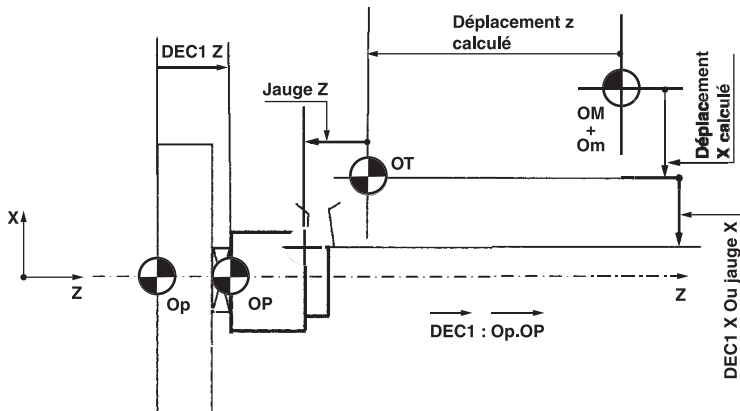 Déplacement z
calculé
DEC1 Z
Jauge Z
OM
+
Om
Déplacement
X calculé
OT
X
Z
Op
OP
Z
DEC1 : Op.OP
DEC1 X Ou jauge X